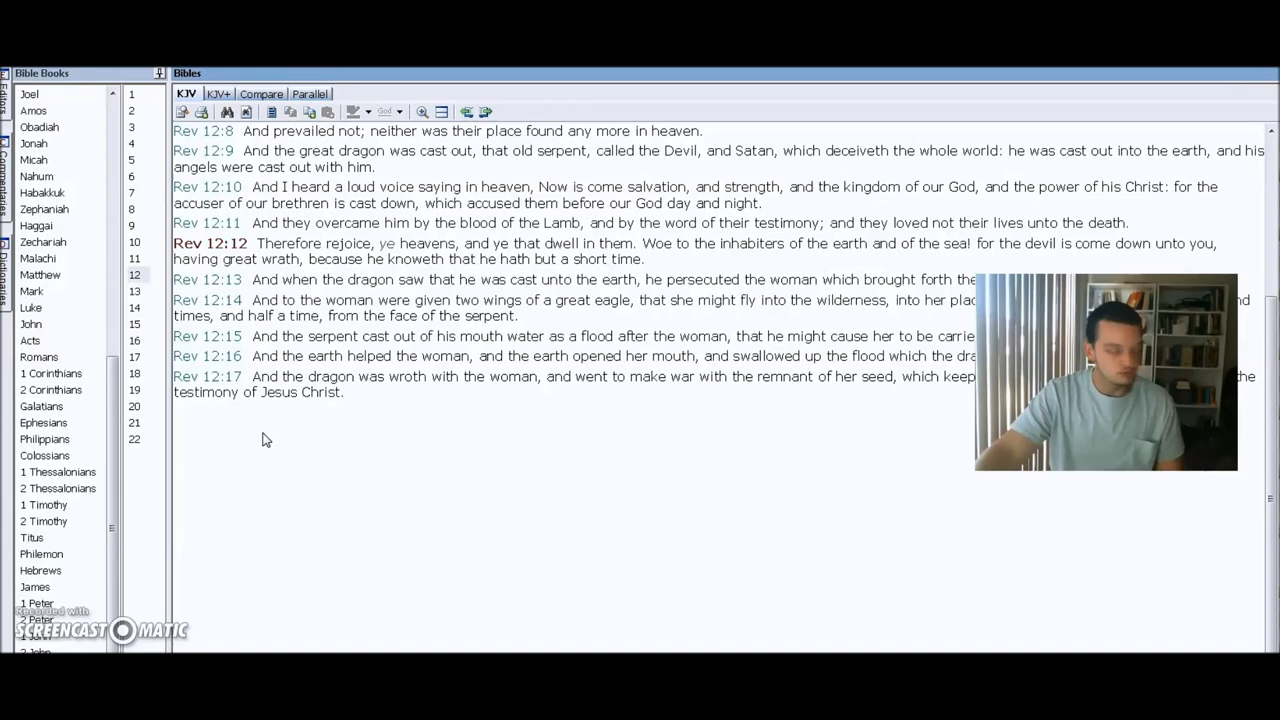 Bible Books
Bibles
Editors
Commentaries
Dictionaries
Joel
Amos
Obadiah
Jonah
Micah
Nahum
Habakkuk
Zephaniah
Haggai
Zechariah
Malachi
Matthew
Mark
Luke
John
Acts
Romans
1 Corinthians
2 Corinthians
Galatians
Ephesians
Philippians
Colossians
1 Thessalonians
2 Thessalonians
1 Timothy
2 Timothy
Titus
Philemon
Hebrews
James
1 Peter
2 Peter
1 John
2 John
1
2
3
4
5
6
7
8
9
10
11
12
13
14
15
16
17
18
19
20
21
22
KJV KJV+ Compare Parallel
God
Rev 12:8 And prevailed not; neither was their place found any more in heaven.
Rev 12:9 And the great dragon was cast out, that old serpent, called the Devil, and Satan, which deceiveth the whole world: he was cast out into the earth, and his
angels were cast out with him.
Rev 12:10 And I heard a loud voice saying in heaven, Now is come salvation, and strength, and the kingdom of our God, and the power of his Christ: for the
accuser of our brethren is cast down, which accused them before our God day and night.
Rev 12:11 And they overcame him by the blood of the Lamb, and by the word of their testimony; and they loved not their lives unto the death.
Rev 12:12 Therefore rejoice, ye heavens, and ye that dwell in them. Woe to the inhabiters of the earth and of the sea! for the devil is come down unto you,
having great wrath, because he knoweth that he hath but a short time.
Rev 12:13 And when the dragon saw that he was cast unto the earth, he persecuted the woman which brought forth the
Rev 12:14 And to the woman were given two wings of a great eagle, that she might fly into the wilderness, into her nd
times, and half a time, from the face of the serpent.
Rev 12:15 And the serpent cast out of his mouth water as a flood after the woman, that he might cause her to be
Rev 12:16 And the earth helped the woman, and the earth opened her mouth, and swallowed up the flood which the
Rev 12:17 And the dragon was wroth with the woman, and went to make war with the remnant of her seed, which keep the
testimony of Jesus Christ.
Recorded with
SCREENCAST MATIC